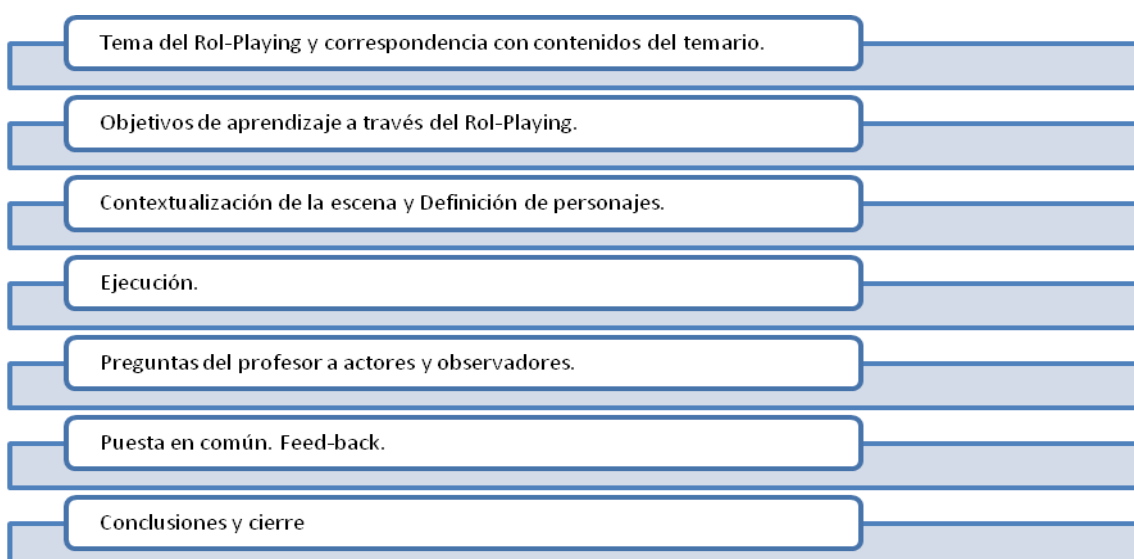 Tema del Rol-Playing y correspondencia con contenidos del temario.
Objetivos de aprendizaje a través del Rol-Playing.
Contextualización de la escena y Definición de personajes.
Ejecución.
Preguntas del profesor a actores y observadores.
Puesta en común. Feed-back.
Conclusiones y cierre